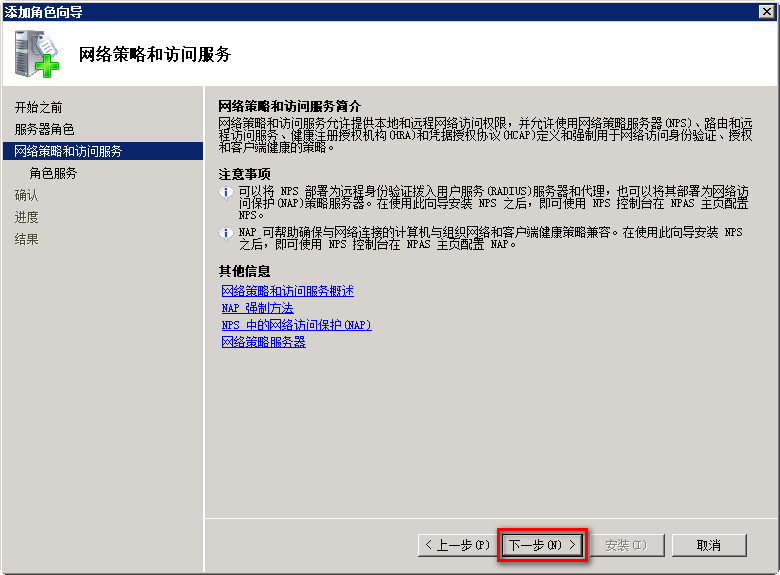 添加角色向导
网络策略和访问服务
开始之前
服务器角色
网络策略和访问服务
角色服务
确认
进度
结果
网络策略和访问服务简介
网络策略和访问服务允许提供本地和远程网络访问权限，并允许使用网络策略服务器(NPS)、路由和远
程访问服务、健康注册授权机构(HRA)和凭据授权协议(HCAP)定义和强制用于网络访问身份验证、授权
和客户端健康的策略。
注意事项
可以将 NPS 部署为远程身份验证拨入用户服务(RADIUS)服务器和代理，也可以将其部署为网络访
问保护(NAP)策略服务器。在使用此向导安装 NPS 之后，即可使用 NPS 控制台在 NPAS 主页配置
NPS。
NAP 可帮助确保与网络连接的计算机与组织网络和客户端健康策略兼容。在使用此向导安装 NPS
之后，即可使用 NPS 控制台在 NPAS 主页配置 NAP。
其他信息
网络策略和访问服务概述
NAP 强制方法
NPS 中的网络访问保护(NAP)
网络策略服务器
< 上一步(P)
下一步(N) >
安装(I)
取消